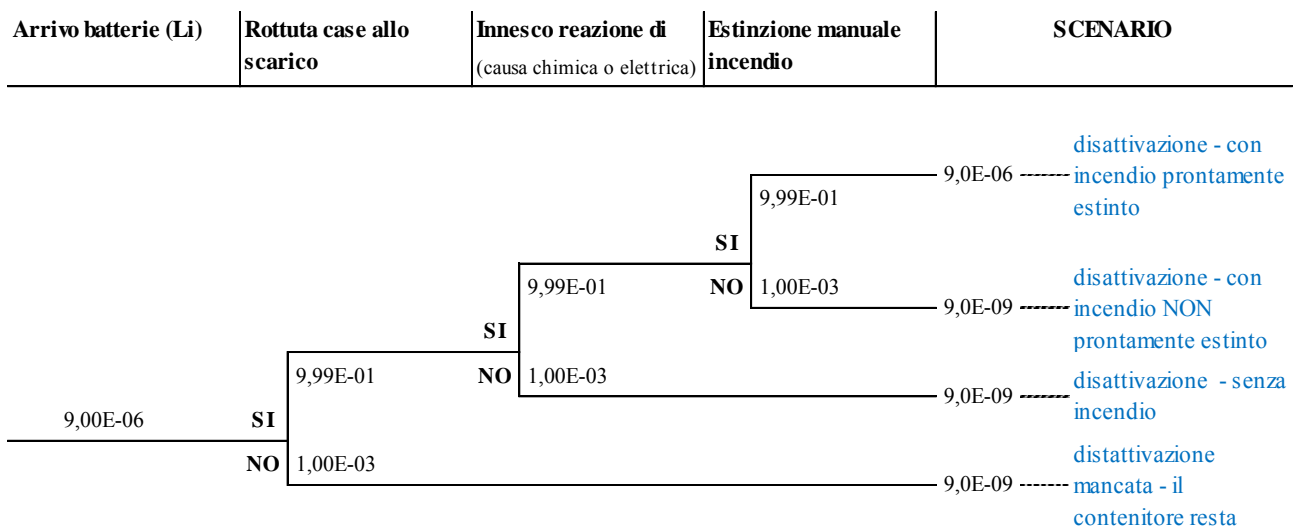 Arrivo batterie (Li)
Rottuta case allo
scarico
Innesco reazione di
(causa chimica o elettrica)
Estinzione manuale
incendio
SCENARIO
disattivazione - con
9,0E-06
incendio prontamente
estinto
9,99E-01
SI
NO
1,00E-03
9,99E-01
disattivazione - con
9,0E-09
incendio NON
prontamente estinto
SI
NO
1,00E-03
9,99E-01
disattivazione - senza
9,0E-09
incendio
9,00E-06
SI
NO
1,00E-03
distattivazione
9,0E-09
mancata - il
contenitore resta